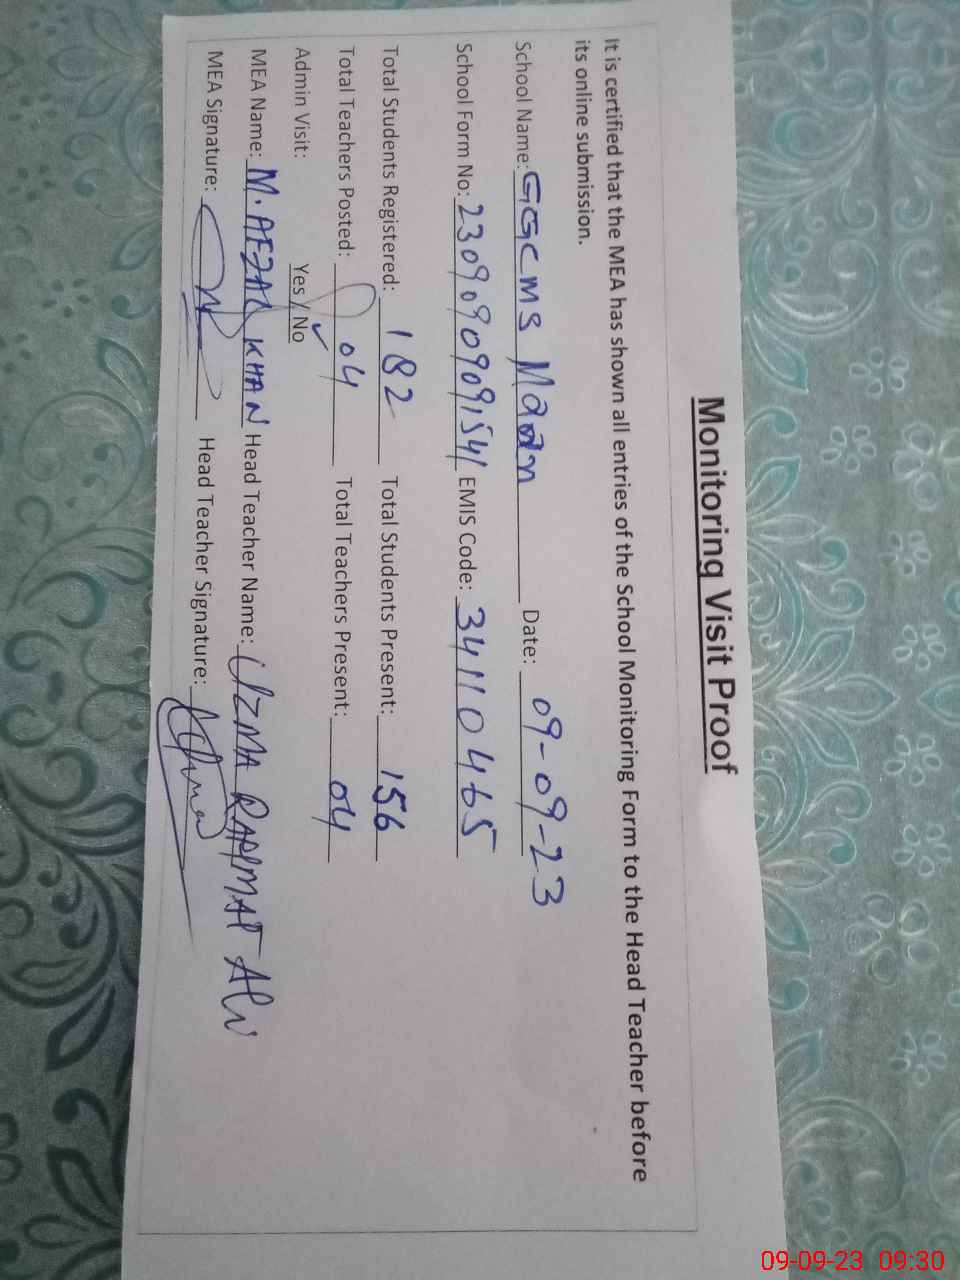 Monitoring Visit Proof
It is certified that the MEA has shown all entries of the School Monitoring Form to the Head Teacher before
its online submission.
School Name: GGCMS Date: 09-09-23
School Form No: 23090909091541 EMIS Code: 34110465
Total Students Registered: 182 Total Students Present: 156
Total Teachers Posted: 04 Total Teachers Present: 04
Admin Visit: Yes / No ✓
MEA Name: M. AFZAL KHAN Head Teacher Name: UZMA RAHMAT
MEA Signature: Head Teacher Signature:
09-09-23 09:30